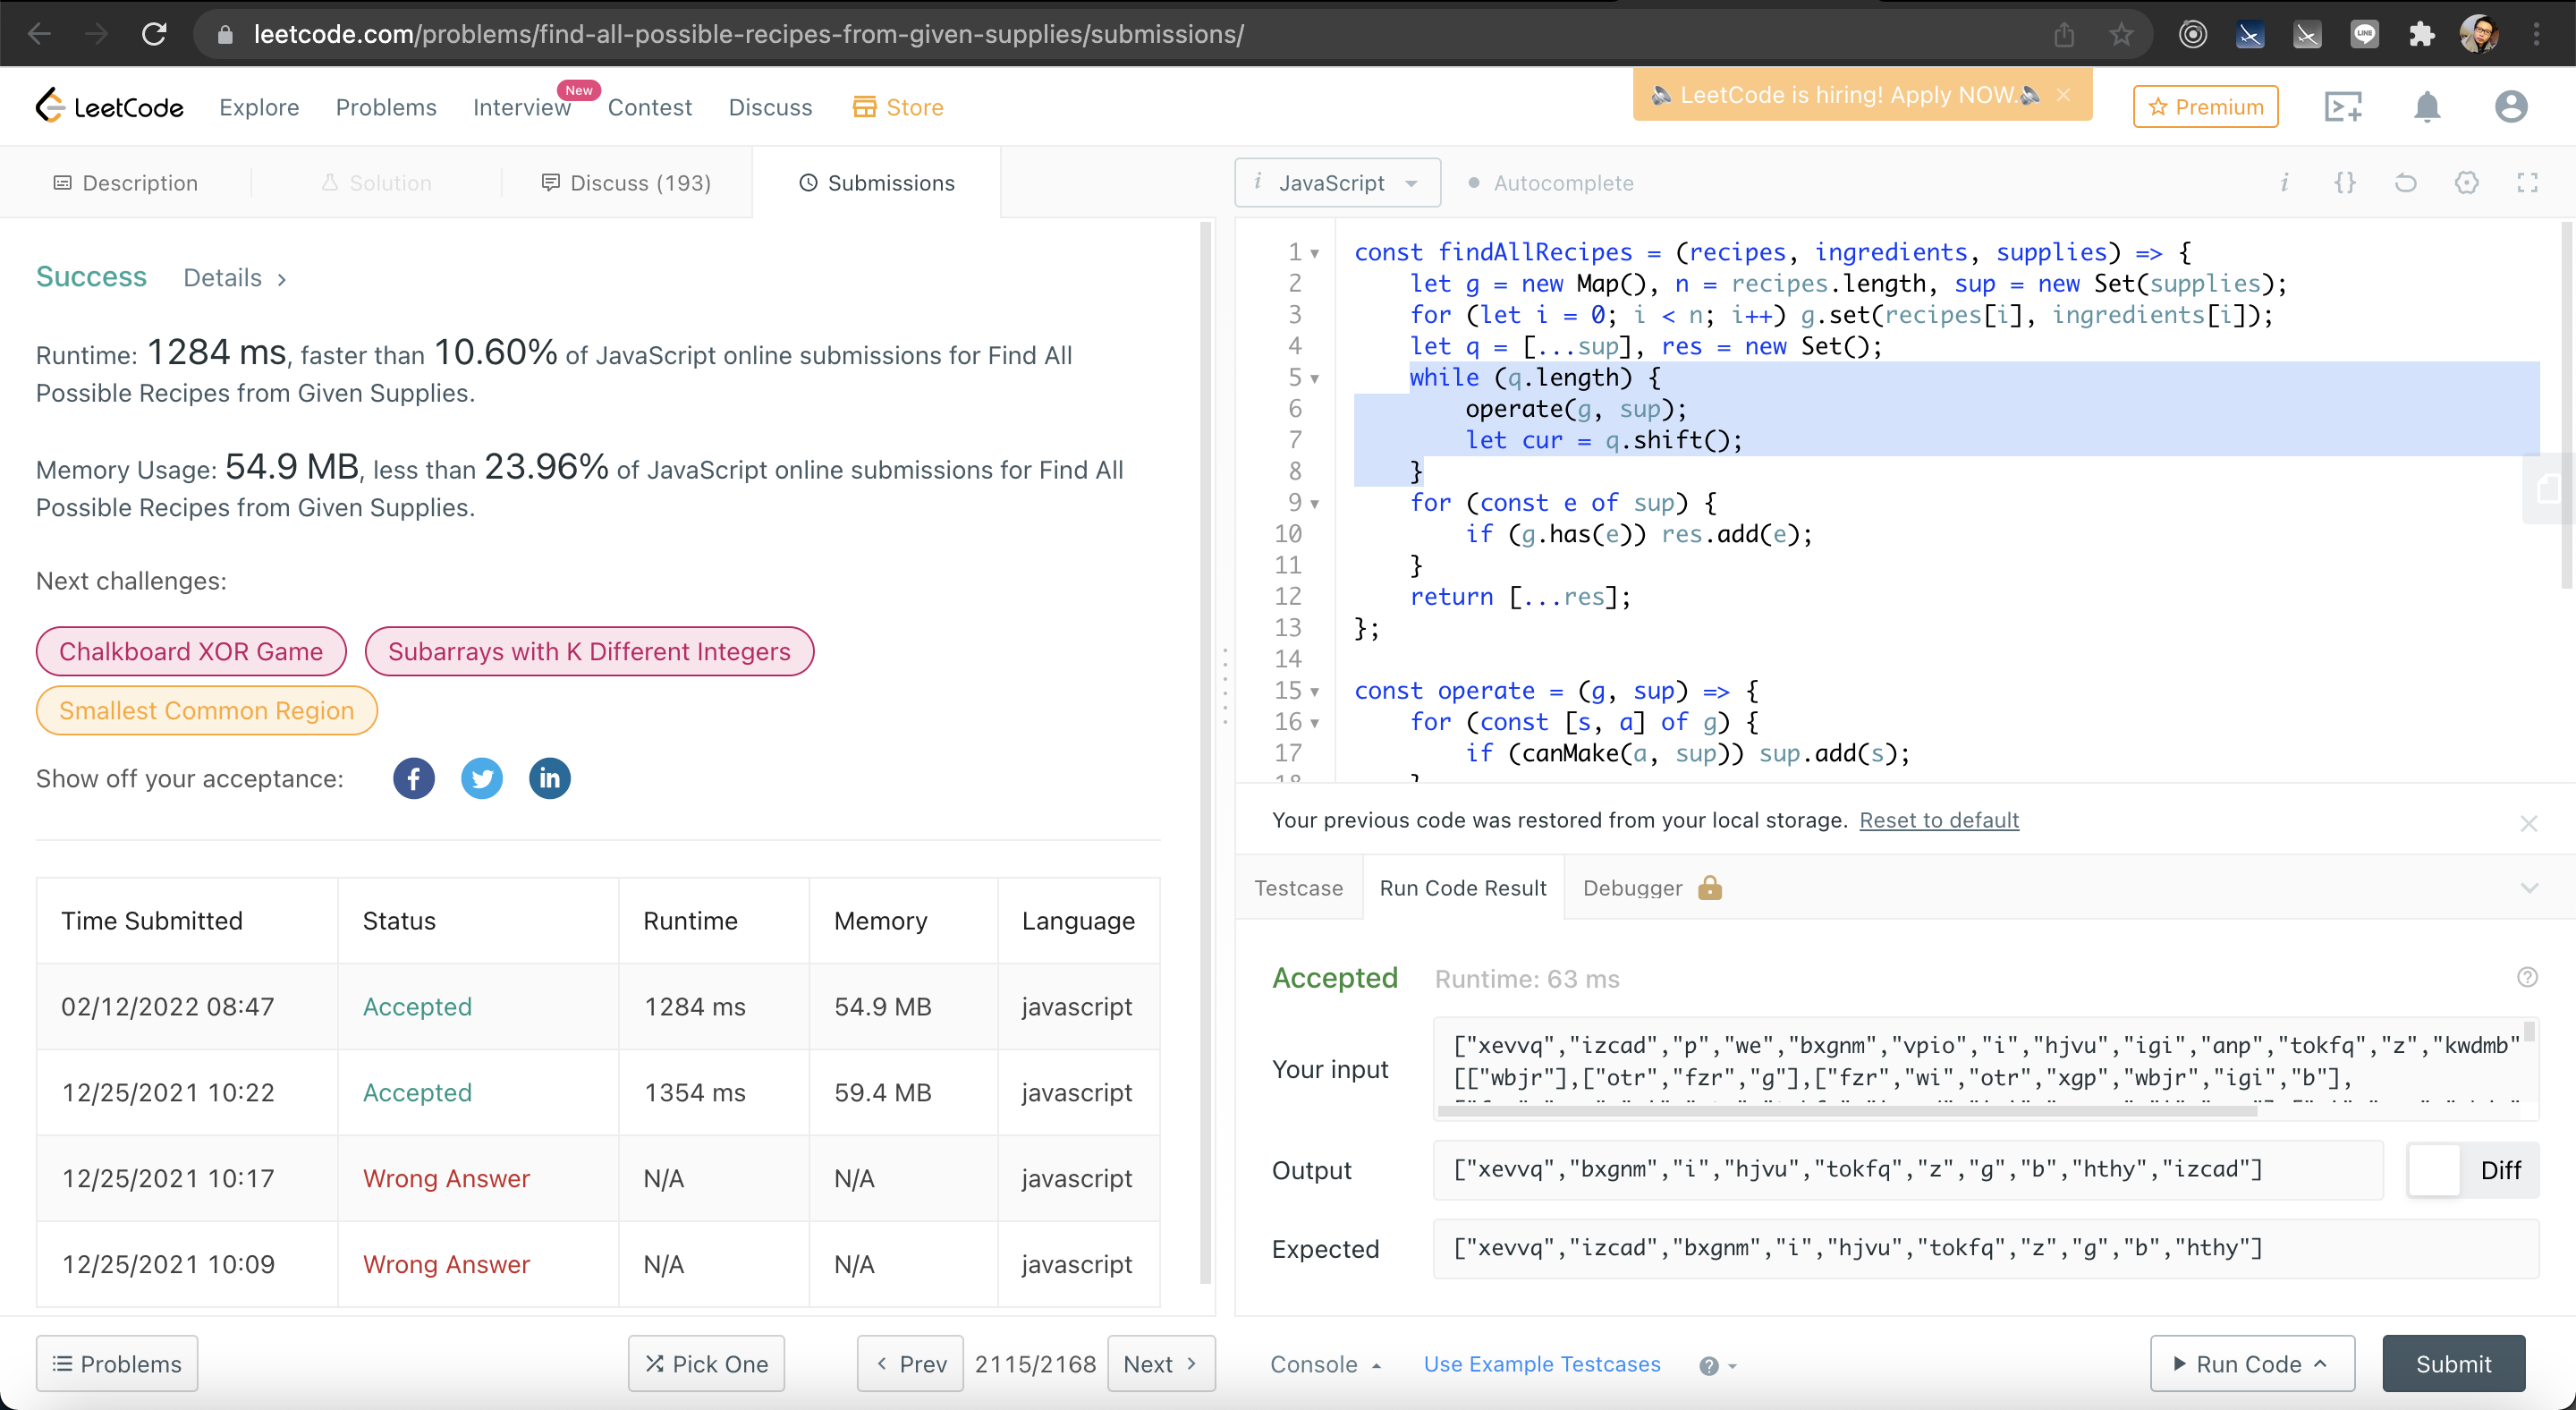 leetcode.com/problems/find-all-possible-recipes-from-given-supplies/submissions/
LeetCode
Explore
Problems
Interview
New
Contest
Discuss
Store
LeetCode is hiring! Apply NOW.
Premium
Description
Solution
Discuss (193)
Submissions
Success
Details
Runtime: 1284 ms, faster than 10.60% of JavaScript online submissions for Find All
Possible Recipes from Given Supplies.
Memory Usage: 54.9 MB, less than 23.96% of JavaScript online submissions for Find All
Possible Recipes from Given Supplies.
Next challenges:
Chalkboard XOR Game
Subarrays with K Different Integers
Smallest Common Region
Show off your acceptance:
Time Submitted Status Runtime Memory Language
02/12/2022 08:47 Accepted 1284 ms 54.9 MB javascript
12/25/2021 10:22 Accepted 1354 ms 59.4 MB javascript
12/25/2021 10:17 Wrong Answer N/A N/A javascript
12/25/2021 10:09 Wrong Answer N/A N/A javascript
Problems
Pick One
Prev
2115/2168
Next
i JavaScript
Autocomplete
i {}
1 const findAllRecipes = (recipes, ingredients, supplies) => {
2 let g = new Map(), n = recipes.length, sup = new Set(supplies);
3 for (let i = 0; i < n; i++) g.set(recipes[i], ingredients[i]);
4 let q = [...sup], res = new Set();
5 while (q.length) {
6 operate(g, sup);
7 let cur = q.shift();
8 }
9 for (const e of sup) {
10 if (g.has(e)) res.add(e);
11 }
12 return [...res];
13 };
14
15 const operate = (g, sup) => {
16 for (const [s, a] of g) {
17 if (canMake(a, sup)) sup.add(s);
18 }
Your previous code was restored from your local storage. Reset to default
Testcase
Run Code Result
Debugger
Accepted
Runtime: 63 ms
Your input
["xevvq","izcad","p","we","bxgnm","vpio","i","hjvu","igi","anp","tokfq","z","kwdmb"
[["wbjr"],["otr","fzr","g"],["fzr","wi","otr","xgp","wbjr","igi","b"],
Output
["xevvq","bxgnm","i","hjvu","tokfq","z","g","b","hthy","izcad"]
Diff
Expected
["xevvq","izcad","bxgnm","i","hjvu","tokfq","z","g","b","hthy"]
Console
Use Example Testcases
Run Code
Submit